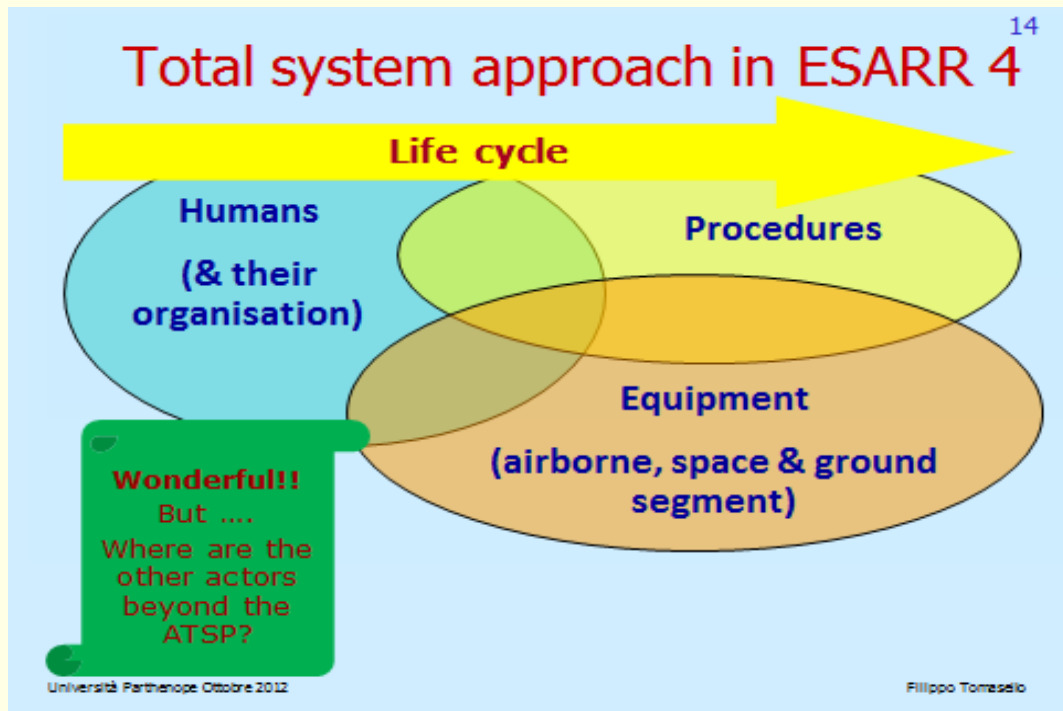 14
Total system approach in ESARR 4
Life cycle
Humans
(& their
organisation)
Procedures
Equipment
(airborne, space & ground
segment)
Wonderful!!
But ....
Where are the
other actors
beyond the
ATSP?
Università Parthenope Ottobre 2012
Filippo Tomasello